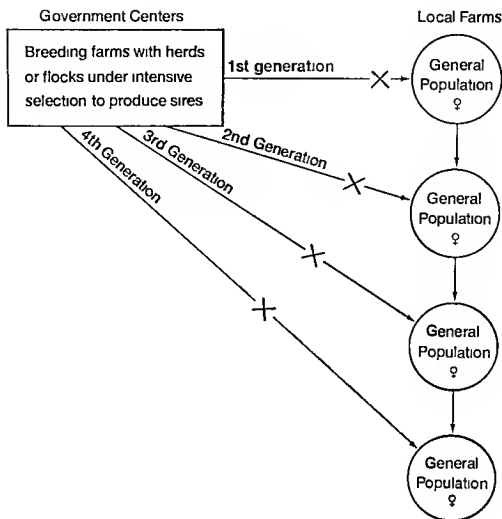 Government Centers
Local Farms
Breeding farms with herds
or flocks under intensive
selection to produce sires
1st generation
General
Population
♀
2nd Generation
General
Population
♀
3rd Generation
General
Population
♀
4th Generation
General
Population
♀